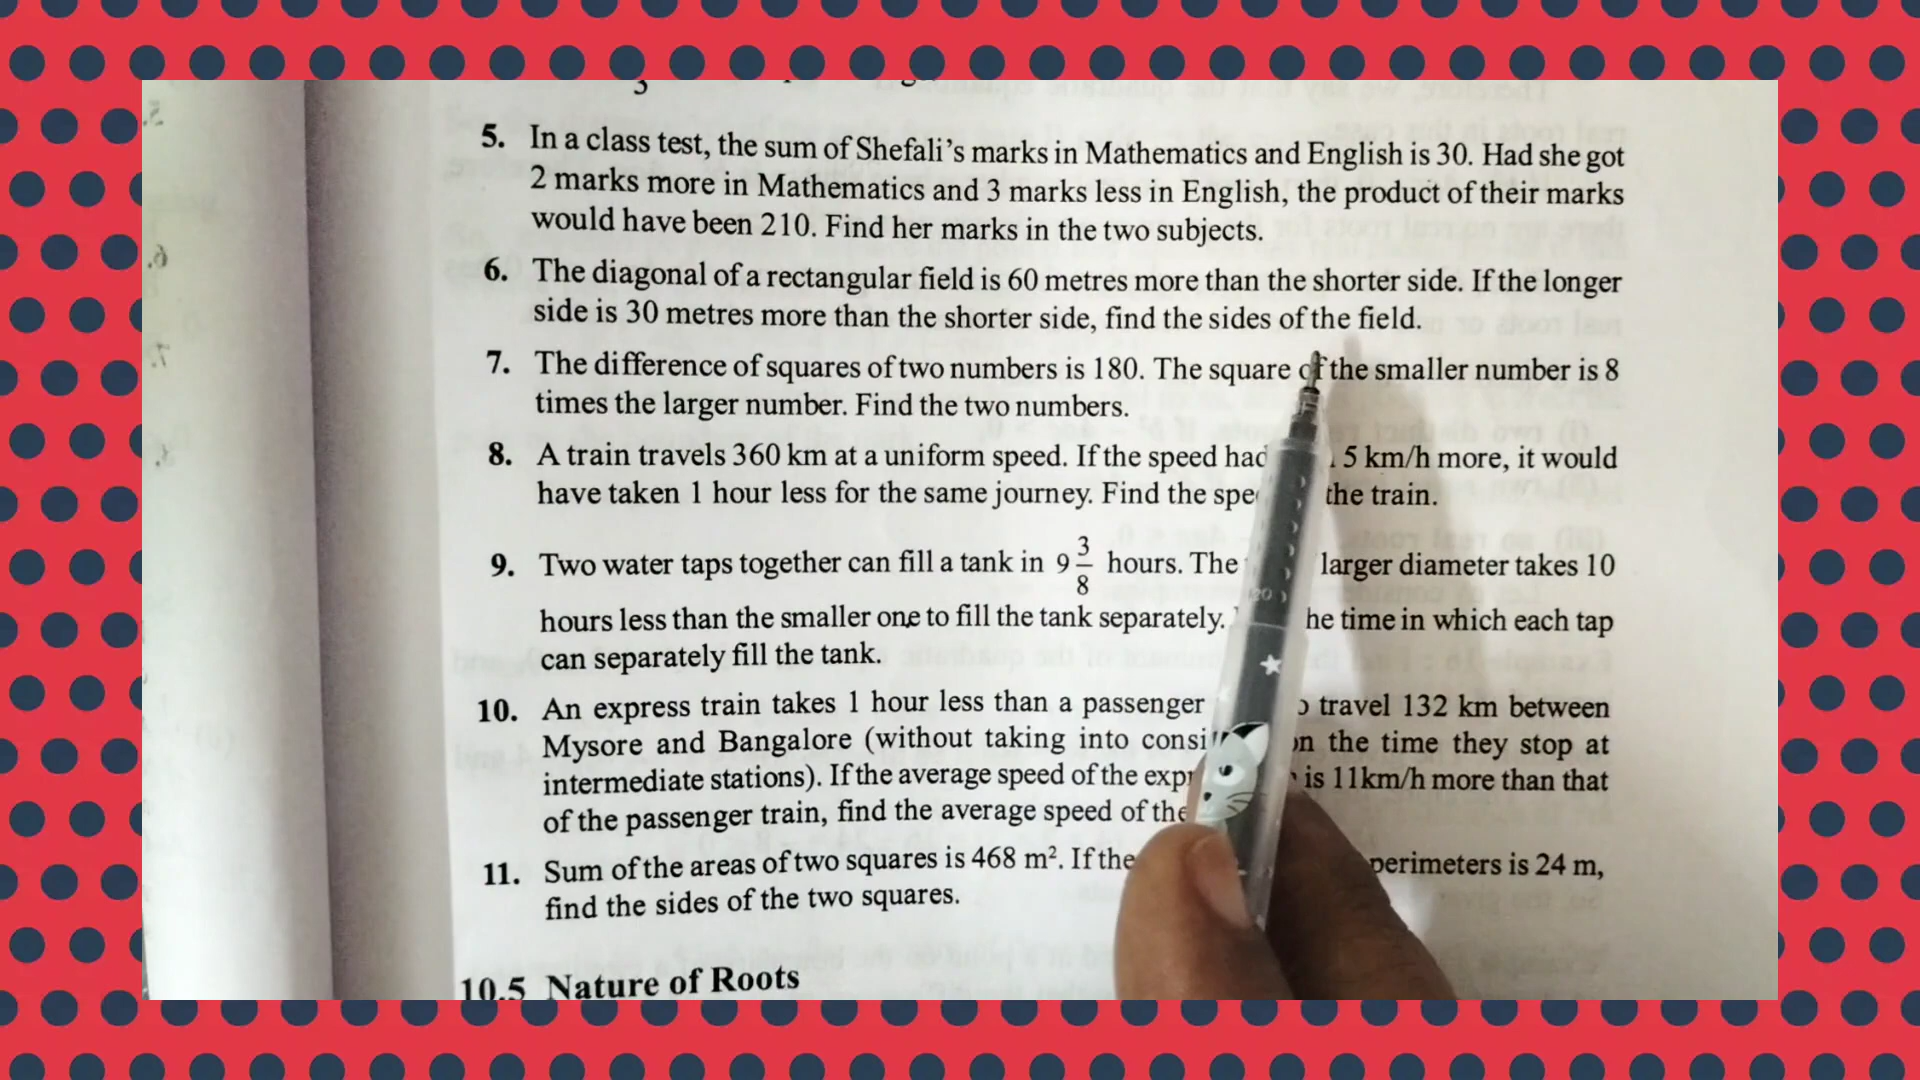 3
5. In a class test, the sum of Shefali's marks in Mathematics and English is 30. Had she got
2 marks more in Mathematics and 3 marks less in English, the product of their marks
would have been 210. Find her marks in the two subjects.
6. The diagonal of a rectangular field is 60 metres more than the shorter side. If the longer
side is 30 metres more than the shorter side, find the sides of the field.
7. The difference of squares of two numbers is 180. The square of the smaller number is 8
times the larger number. Find the two numbers.
8. A train travels 360 km at a uniform speed. If the speed had 5 km/h more, it would
have taken 1 hour less for the same journey. Find the the train.
9. Two water taps together can fill a tank in 9 3/8 hours. The larger diameter takes 10
hours less than the smaller one to fill the tank separately. time in which each tap
can separately fill the tank.
10. An express train takes 1 hour less than a passenger travel 132 km between
Mysore and Bangalore (without taking into the time they stop at
intermediate stations). If the average speed of the is 11km/h more than that
of the passenger train, find the average speed of the
11. Sum of the areas of two squares is 468 m². If the perimeters is 24 m,
find the sides of the two squares.
10.5 Nature of Roots